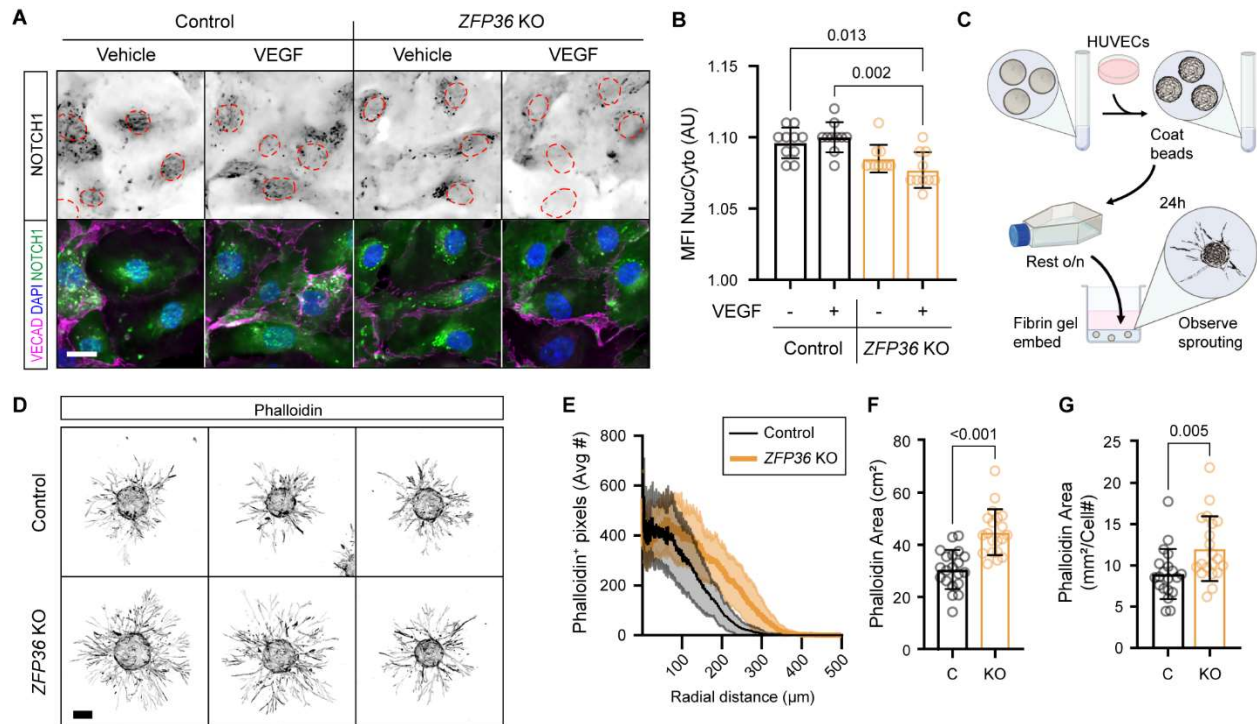 A
Control
ZFP36 KO
Vehicle
VEGF
Vehicle
VEGF
NOTCH1
VECAD DAPI NOTCH1
B
0.013
0.002
MFI Nuc/Cyto (AU)
1.15
1.10
1.05
1.00
VEGF
-
+
-
+
Control
ZFP36 KO
C
HUVECs
Coat
beads
24h
Rest o/n
Fibrin gel
embed
Observe
sprouting
D
Phalloidin
Control
ZFP36 KO
E
Control
ZFP36 KO
Phalloidin⁺ pixels (Avg #)
800
600
400
200
0
100
200
300
400
500
Radial distance (µm)
F
<0.001
Phalloidin Area (cm²)
80
60
40
20
0
C
KO
G
0.005
Phalloidin Area
(mm²/Cell#)
25
20
15
10
5
0
C
KO